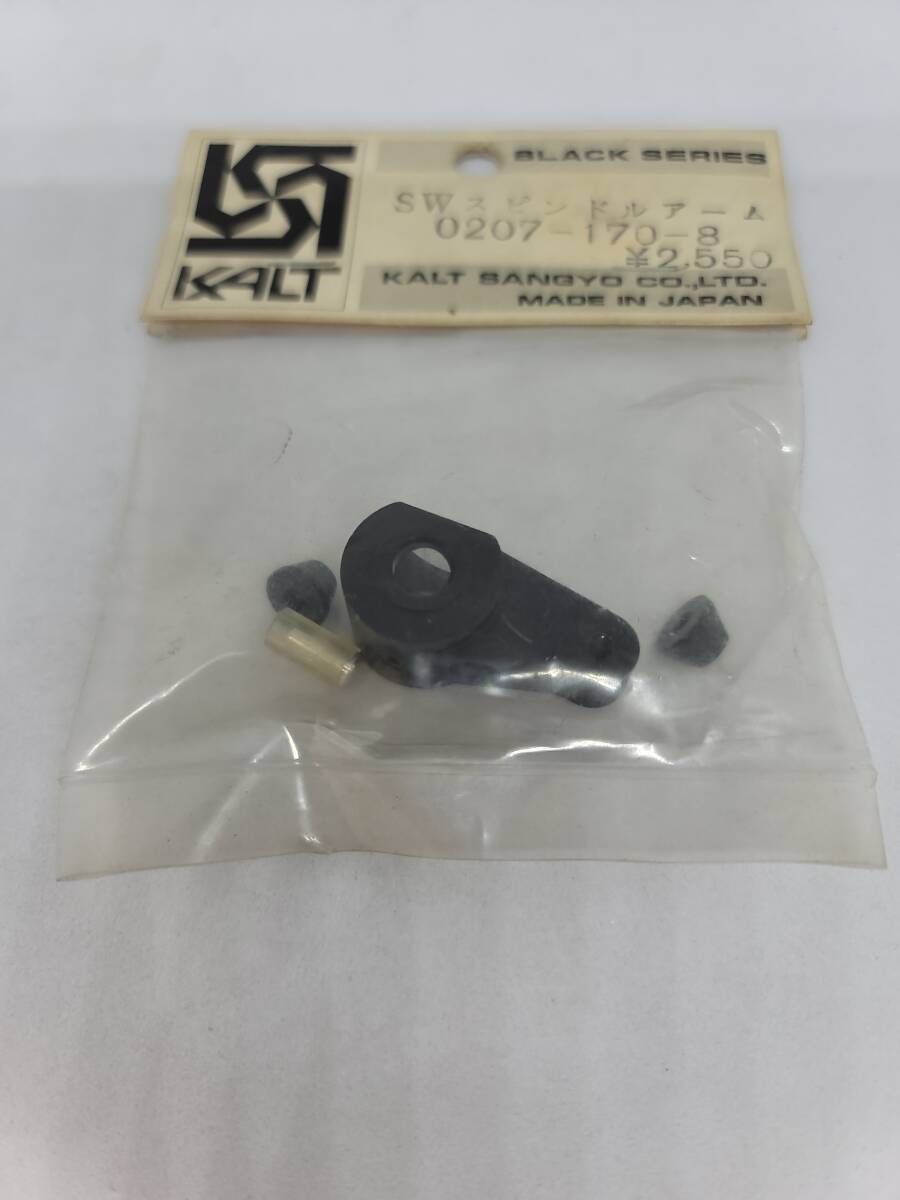 BLACK SERIES
SWスピンドルアーム
0207-170-8
¥2,550
KALT
KALT SANGYO CO.,LTD.
MADE IN JAPAN